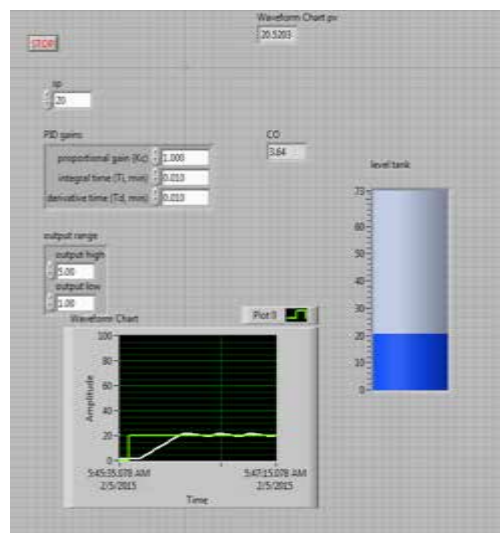 Waveform Chart pv
20.5203
STOP
sp
20
PID gains
proportional gain (Kc) 1.000
integral time (Ti, min) 0.010
derivative time (Td, min) 0.010
CO
3.64
level tank
73
60
50
40
30
20
10
output range
output high
5.00
output low
1.00
Waveform Chart
Plot 0
100
80
60
40
20
0
Amplitude
5:45:35.078 AM
2/5/2015
5:47:15.078 AM
2/5/2015
Time